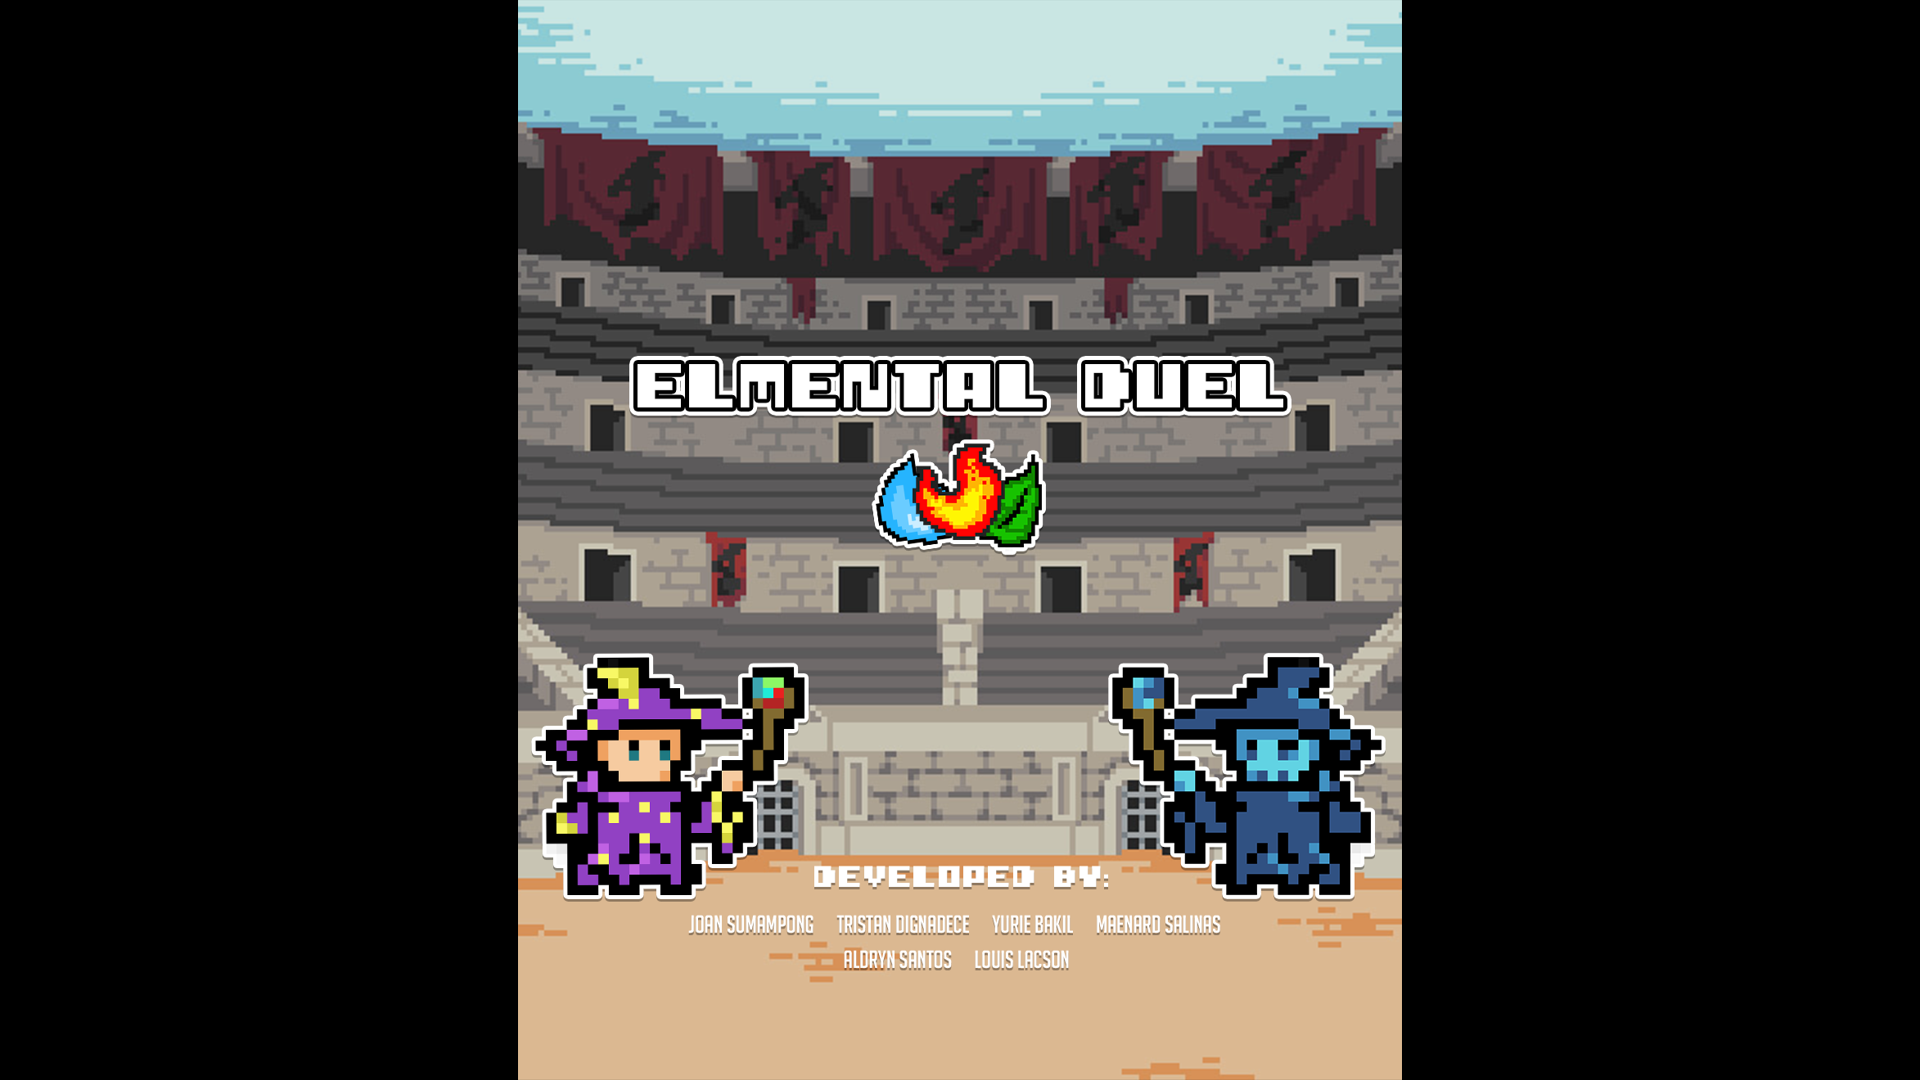 ELMENTAL DUEL
DEVELOPED BY:
JOAN SUMAMPONG TRISTAN DIGNADECE YURIE BAKIL MAENARD SALINAS
ALDRYN SANTOS LOUIS LACSON